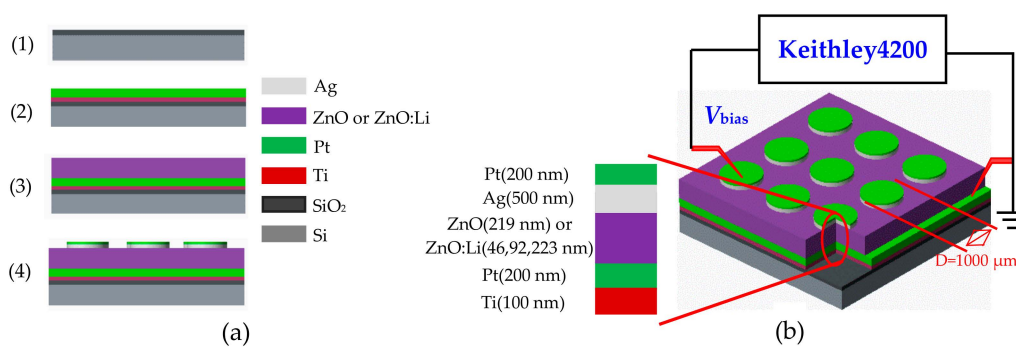 (1)
(2)
(3)
(4)
Ag
ZnO or ZnO:Li
Pt
Ti
SiO₂
Si
(a)
Keithley4200
Vbias
Pt(200 nm)
Ag(500 nm)
ZnO(219 nm) or
ZnO:Li(46,92,223 nm)
Pt(200 nm)
Ti(100 nm)
D=1000 μm
(b)